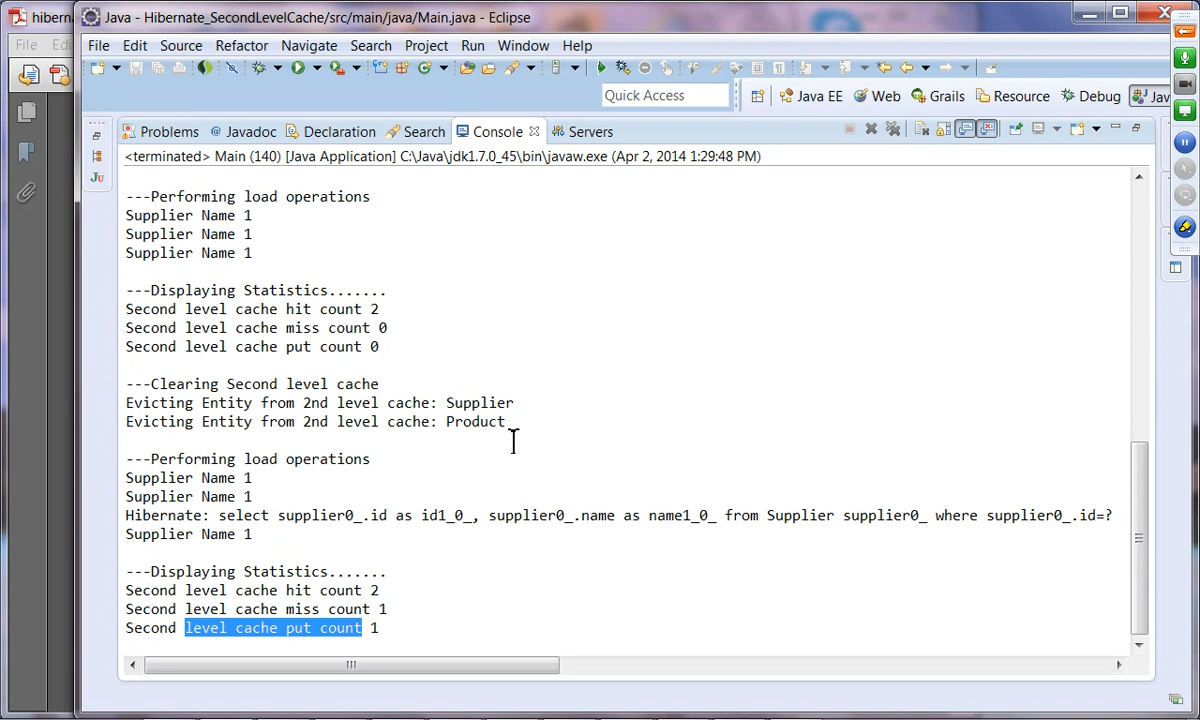 hibern
Java - Hibernate_SecondLevelCache/src/main/java/Main.java - Eclipse
File Edi
File Edit Source Refactor Navigate Search Project Run Window Help
Quick Access
Java EE Web Grails Resource Debug Jav
Problems @ Javadoc Declaration Search Console Servers
<terminated> Main (140) [Java Application] C:\Java\jdk1.7.0_45\bin\javaw.exe (Apr 2, 2014 1:29:48 PM)
Ju
---Performing load operations
Supplier Name 1
Supplier Name 1
Supplier Name 1
---Displaying Statistics.......
Second level cache hit count 2
Second level cache miss count 0
Second level cache put count 0
---Clearing Second level cache
Evicting Entity from 2nd level cache: Supplier
Evicting Entity from 2nd level cache: Product
---Performing load operations
Supplier Name 1
Supplier Name 1
Hibernate: select supplier0_.id as id1_0_, supplier0_.name as name1_0_ from Supplier supplier0_ where supplier0_.id=?
Supplier Name 1
---Displaying Statistics.......
Second level cache hit count 2
Second level cache miss count 1
Second level cache put count 1